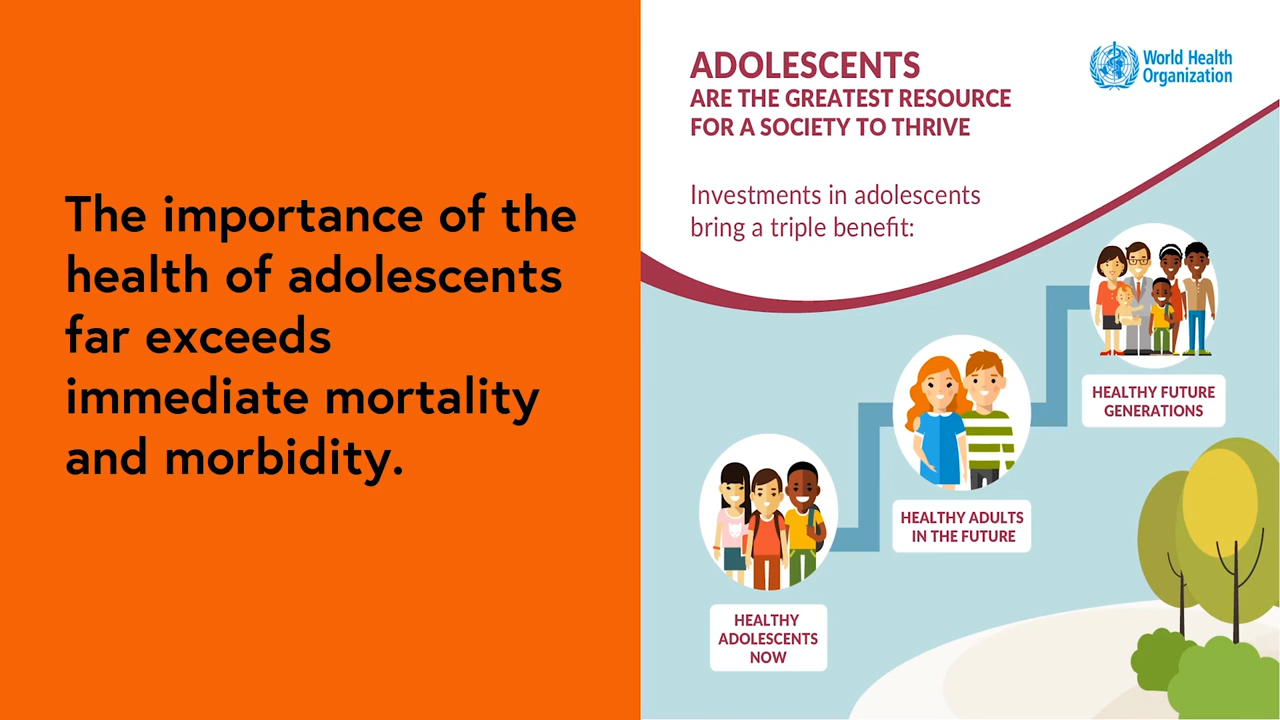 The importance of the
health of adolescents
far exceeds
immediate mortality
and morbidity.
ADOLESCENTS
ARE THE GREATEST RESOURCE
FOR A SOCIETY TO THRIVE
World Health
Organization
Investments in adolescents
bring a triple benefit:
HEALTHY FUTURE
GENERATIONS
HEALTHY ADULTS
IN THE FUTURE
HEALTHY
ADOLESCENTS
NOW